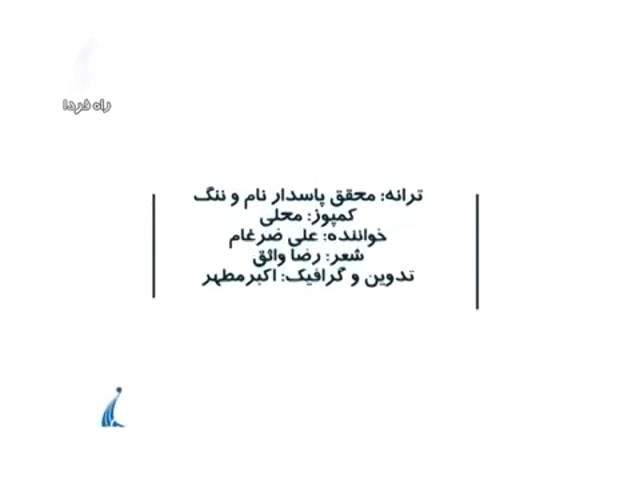 راه فردا
ترانه: محقق پاسدار نام و ننگ
کمپوز: محلی
خواننده: علی ضرغام
شعر: رضا واثق
تدوین و گرافیک: اکبرمطهر